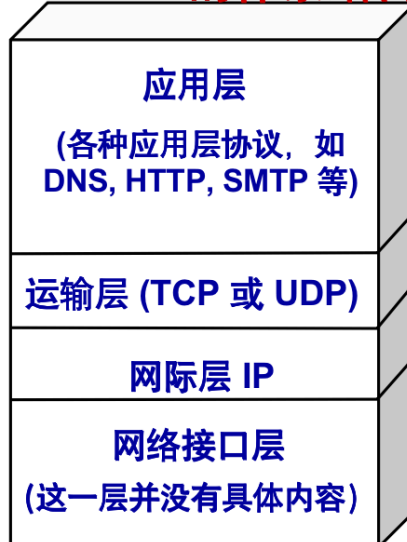 应用层
(各种应用层协议，如
DNS, HTTP, SMTP 等)
运输层 (TCP 或 UDP)
网际层 IP
网络接口层
(这一层并没有具体内容)